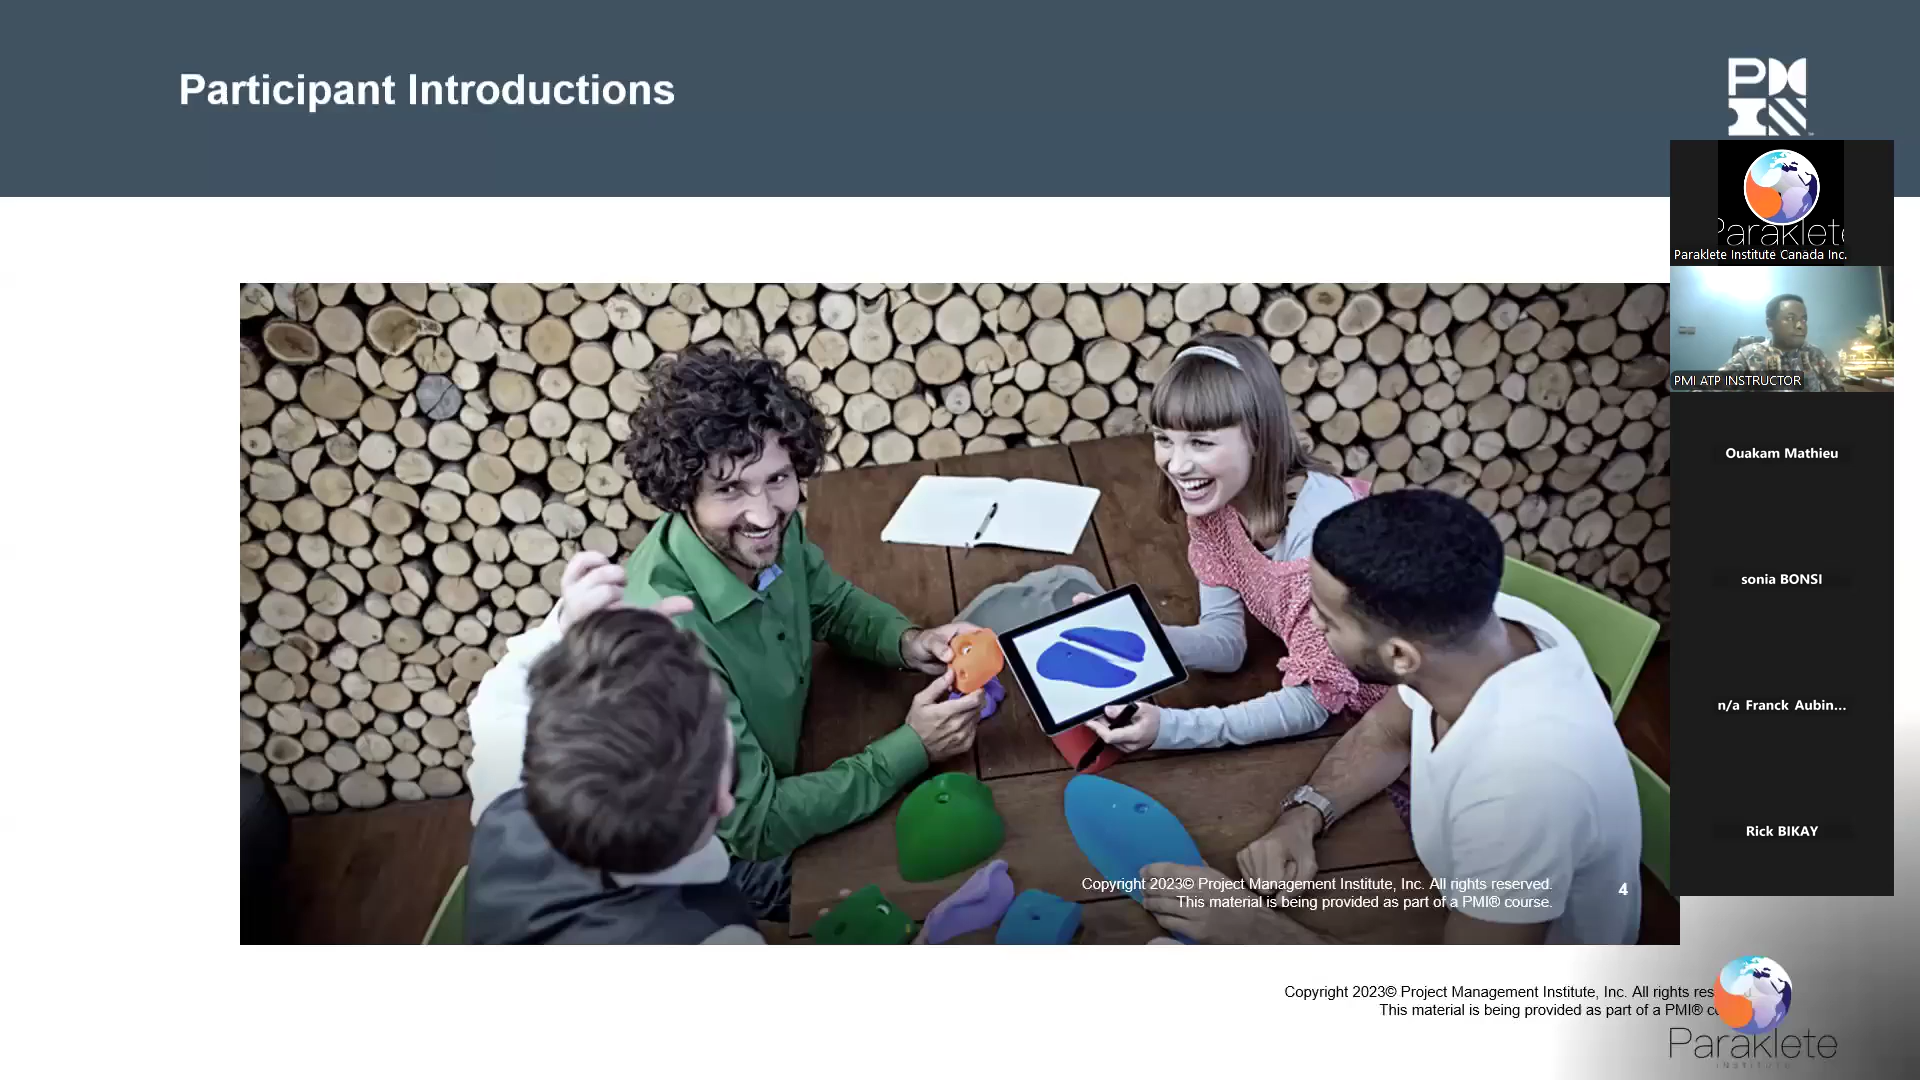 Participant Introductions
PMI
Paraklete
Paraklete Institute Canada Inc.
PMI ATP INSTRUCTOR
Ouakam Mathieu
sonia BONSI
n/a Franck Aubin...
Rick BIKAY
Copyright 2023© Project Management Institute, Inc. All rights reserved.
This material is being provided as part of a PMI® course.
4
Copyright 2023© Project Management Institute, Inc. All rights
This material is being provided as part of a PMI®
Paraklete
INSTITUTE